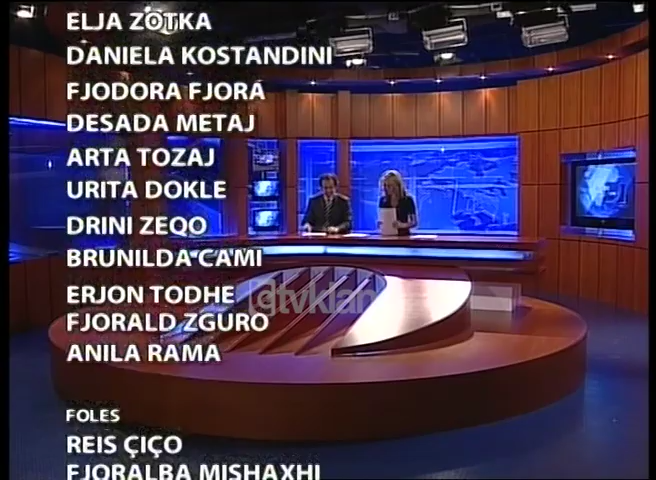 ELJA ZOTKA
DANIELA KOSTANDINI
FJODORA FJORA
DESADA METAJ
ARTA TOZAJ
URITA DOKLE
DRINI ZEQO
BRUNILDA CAMI
ERJON TODHE
FJORALD ZGURO
ANILA RAMA
tvklan
FOLES
REIS ÇIÇO
FJORALBA MISHAXHI